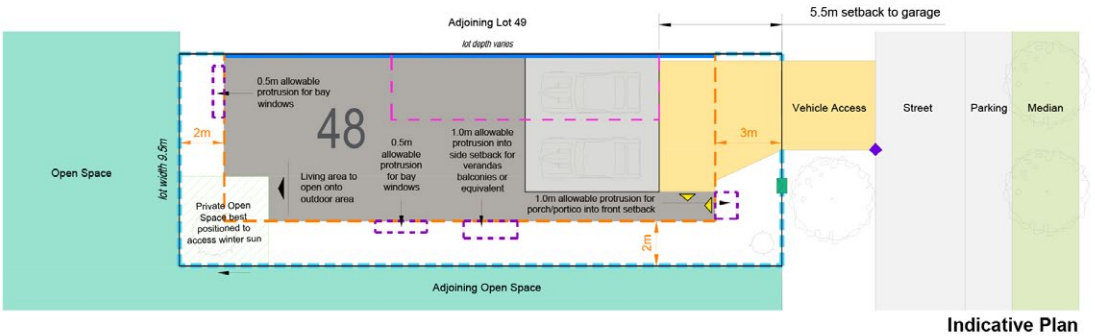 5.5m setback to garage
Adjoining Lot 49
lot depth varies
0.5m allowable
protrusion for bay
windows
48
2m
lot width 9.5m
Open Space
Living area to
open onto
outdoor area
0.5m
allowable
protrusion
for bay
windows
1.0m allowable
protrusion into
side setback for
verandas
balconies or
equivalent
1.0m allowable protrusion for
porch/portico into front setback
3m
Vehicle Access
Street
Parking
Median
Private Open
Space best
positioned to
access winter sun
2m
Adjoining Open Space
Indicative Plan